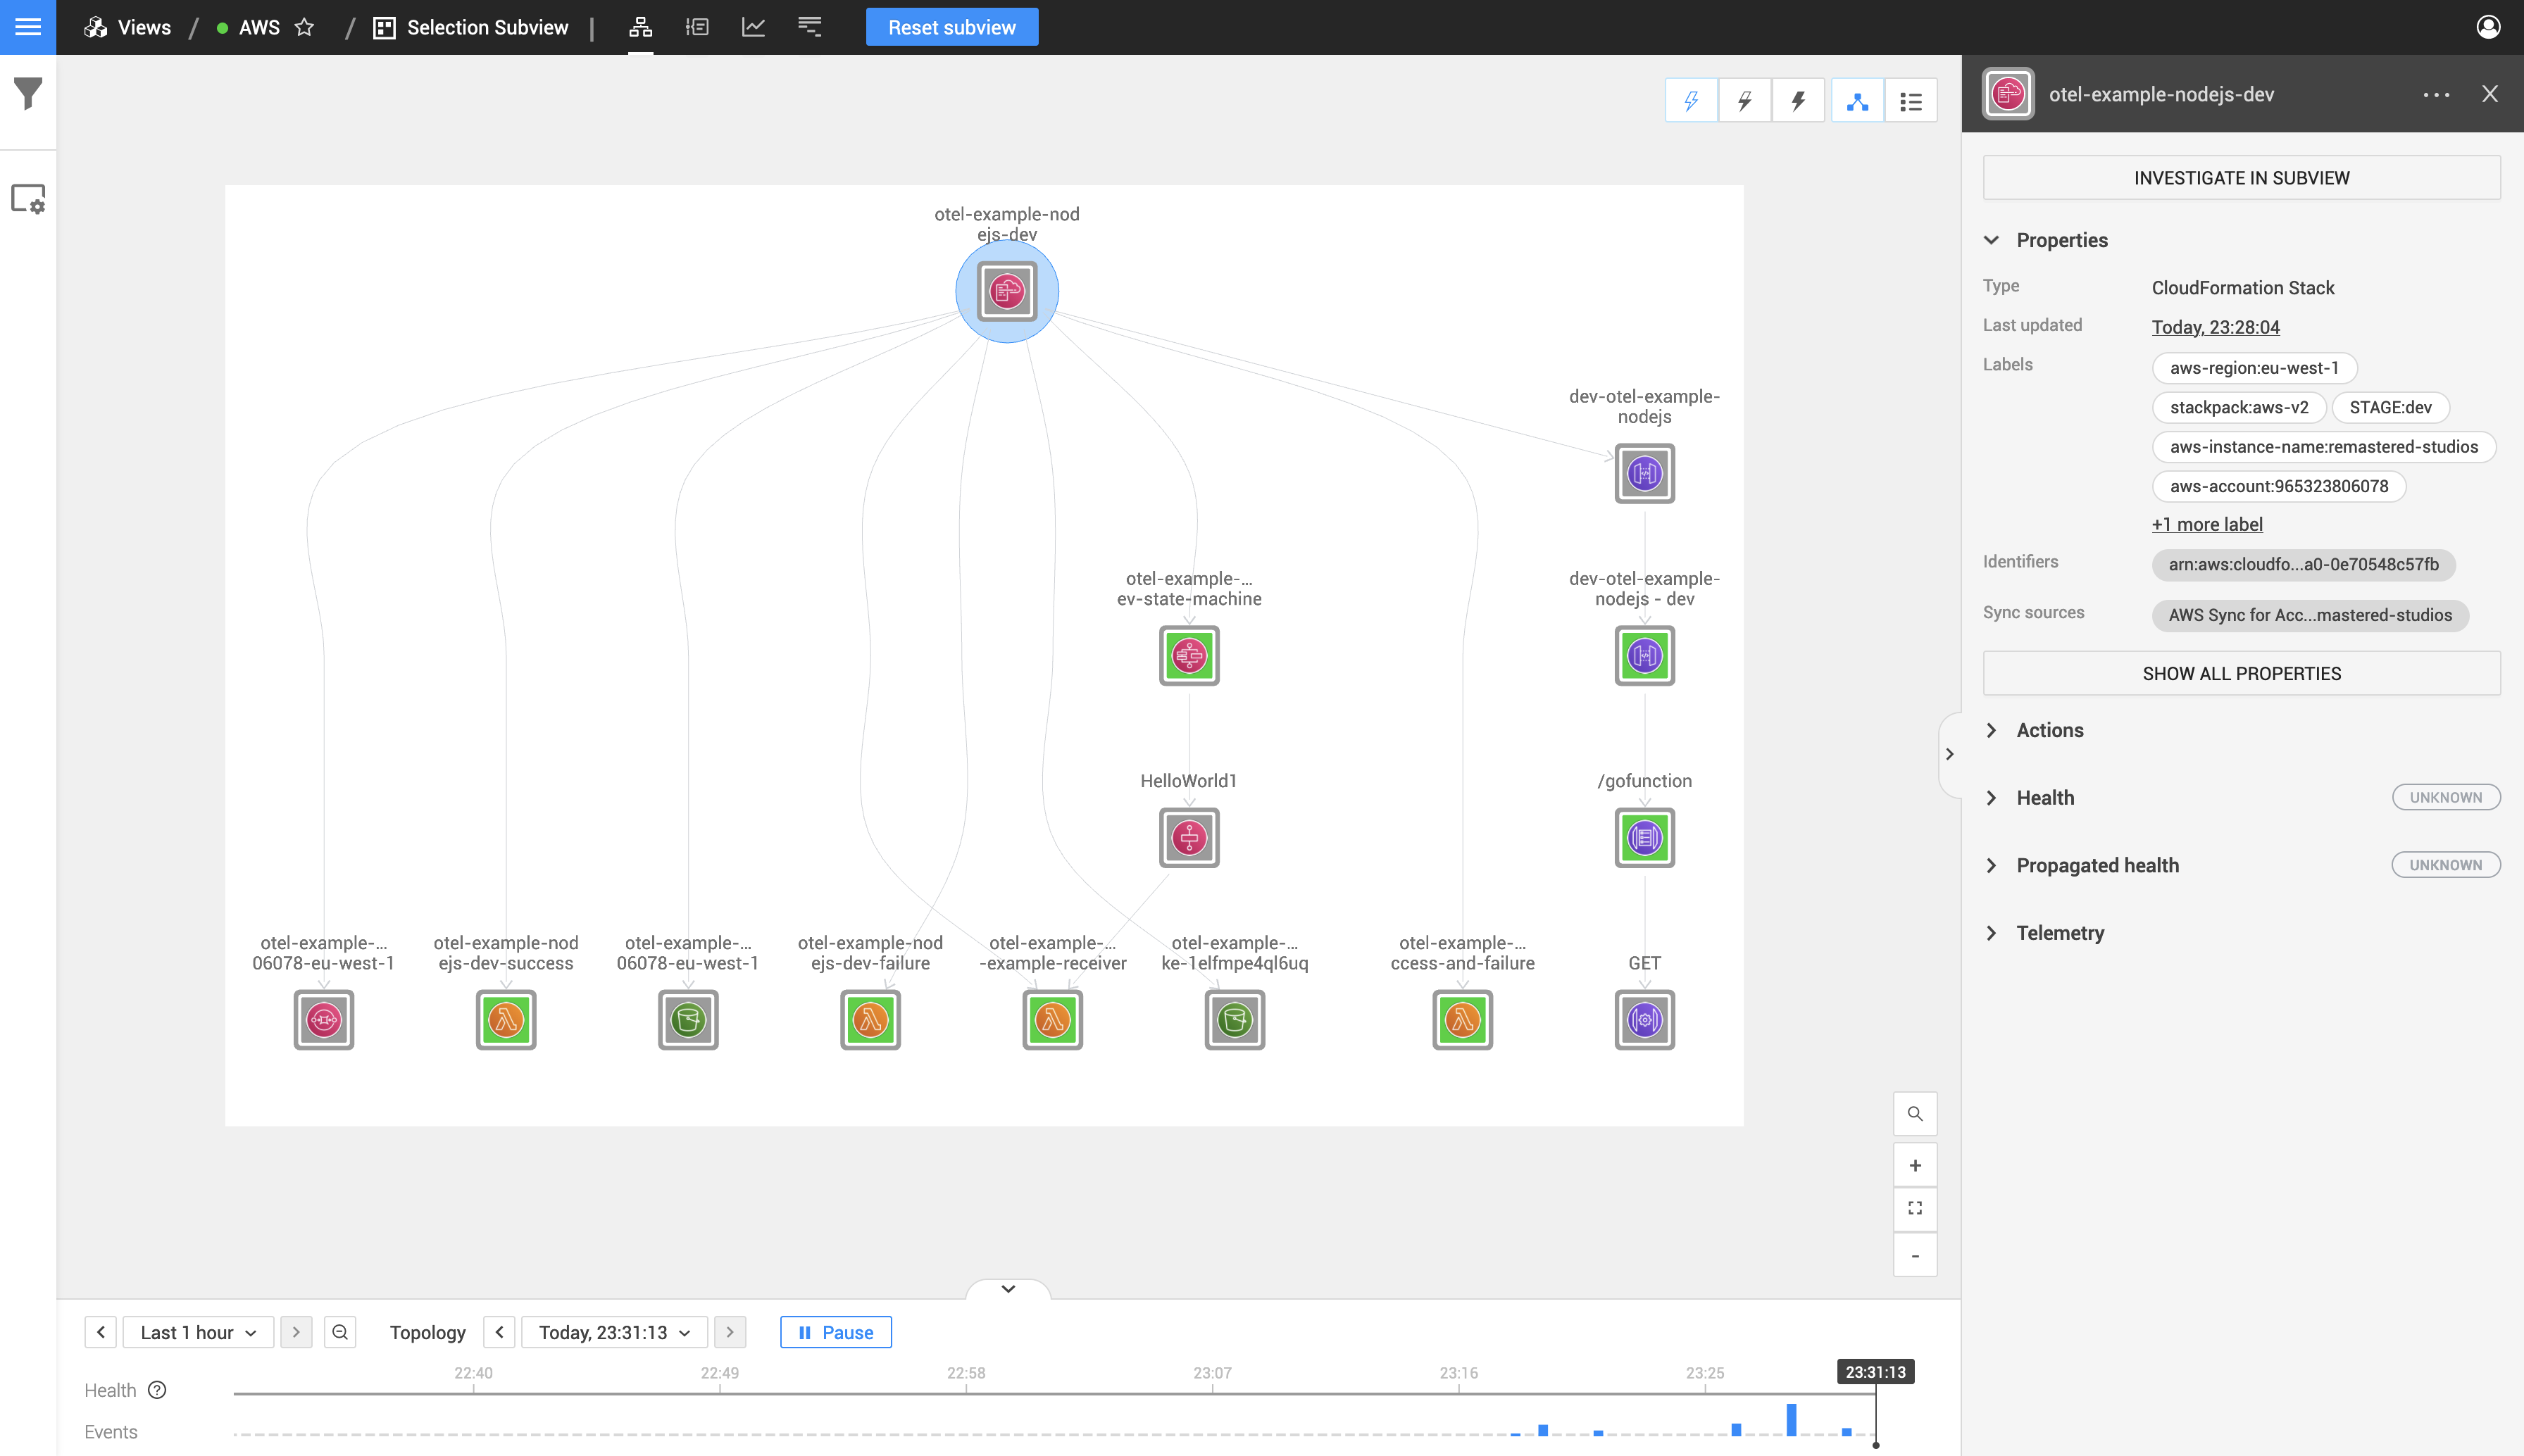 Views / AWS / Selection Subview | Reset subview
otel-example-nodejs-dev
INVESTIGATE IN SUBVIEW
Properties
Type CloudFormation Stack
Last updated Today, 23:28:04
Labels aws-region:eu-west-1
stackpack:aws-v2 STAGE:dev
aws-instance-name:remastered-studios
aws-account:965323806078
+1 more label
Identifiers arn:aws:cloudfo...a0-0e70548c57fb
Sync sources AWS Sync for Acc...mastered-studios
SHOW ALL PROPERTIES
Actions
Health UNKNOWN
Propagated health UNKNOWN
Telemetry
otel-example-nod
ejs-dev
dev-otel-example-
nodejs
otel-example-...
ev-state-machine
dev-otel-example-
nodejs - dev
HelloWorld1
/gofunction
otel-example-...
06078-eu-west-1
otel-example-nod
ejs-dev-success
otel-example-...
06078-eu-west-1
otel-example-nod
ejs-dev-failure
otel-example-...
-example-receiver
otel-example-...
ke-1elfmpe4ql6uq
otel-example-...
ccess-and-failure
GET
+
-
Last 1 hour Topology Today, 23:31:13 Pause
22:40 22:49 22:58 23:07 23:16 23:25 23:31:13
Health ?
Events